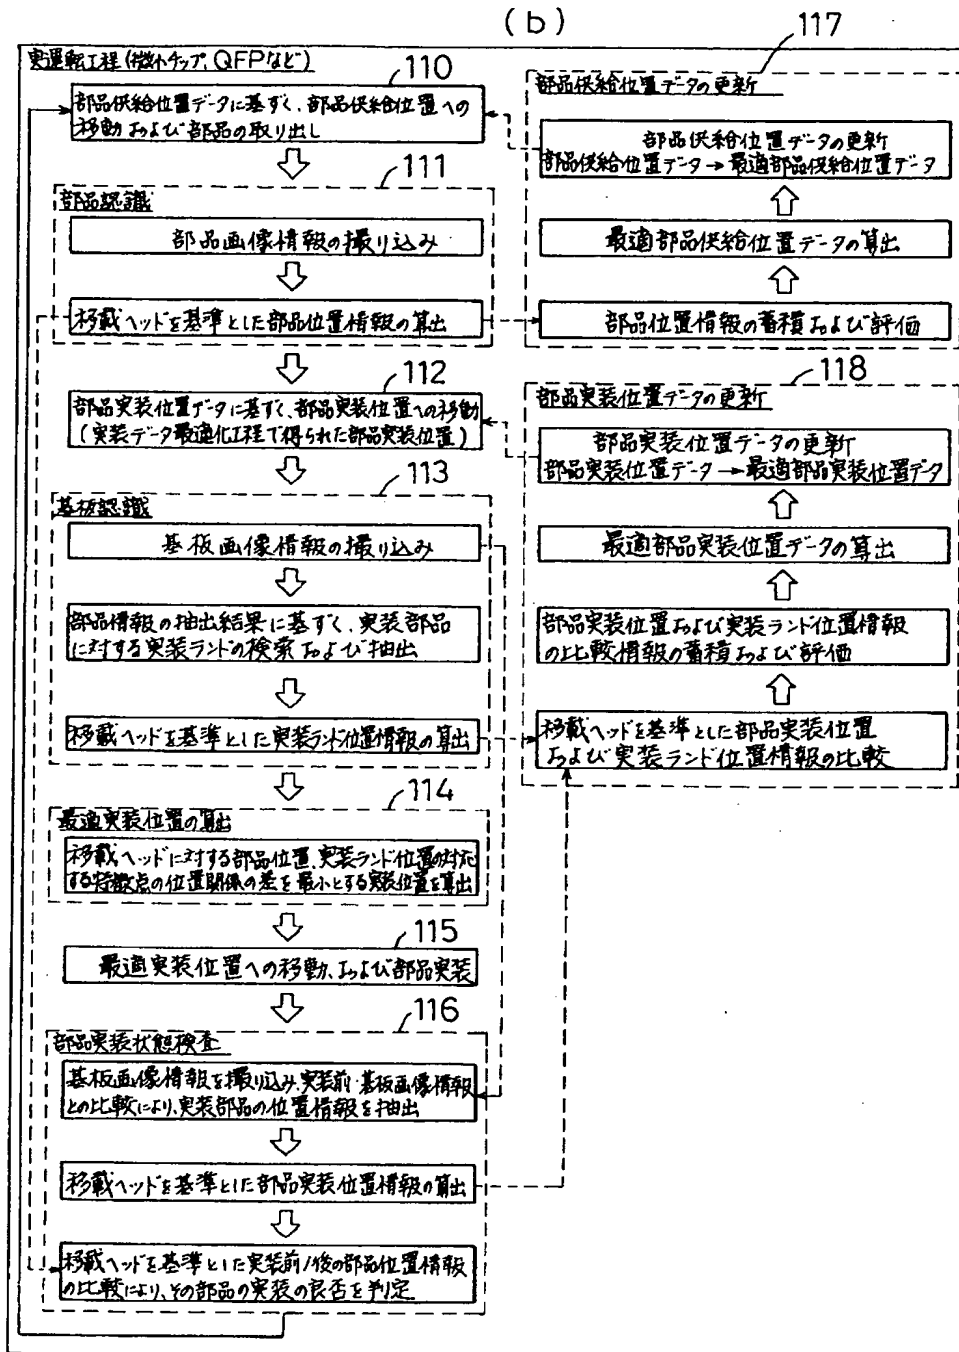 (b)
実運転工程(微小チップ、QFPなど)
110
部品供給位置データに基ずく、部品供給位置への
移動および部品の取り出し
111
部品認識
部品画像情報の撮り込み
移載ヘッドを基準とした部品位置情報の算出
112
部品実装位置データに基ずく、部品実装位置への移動
(実装データ最適化工程で得られた部品実装位置)
113
基板認識
基板画像情報の撮り込み
部品情報の抽出結果に基ずく、実装部品
に対する実装ランドの検索および抽出
移載ヘッドを基準とした実装ランド位置情報の算出
114
最適実装位置の算出
移載ヘッドに対する部品位置、実装ランド位置の対応
する特徴点の位置関係の差を最小とする実装位置を算出
115
最適実装位置への移動、および部品実装
116
部品実装状態検査
基板画像情報を撮り込み、実装前・基板画像情報
との比較により、実装部品の位置情報を抽出
移載ヘッドを基準とした部品実装位置情報の算出
移載ヘッドを基準とした実装前/後の部品位置情報
の比較により、その部品の実装の良否を判定
117
部品供給位置データの更新
部品供給位置データの更新
部品供給位置データ→最適部品供給位置データ
最適部品供給位置データの算出
部品位置情報の蓄積および評価
118
部品実装位置データの更新
部品実装位置データの更新
部品実装位置データ→最適部品実装位置データ
最適部品実装位置データの算出
部品実装位置および実装ランド位置情報
の比較情報の蓄積および評価
移載ヘッドを基準とした部品実装位置
および実装ランド位置情報の比較